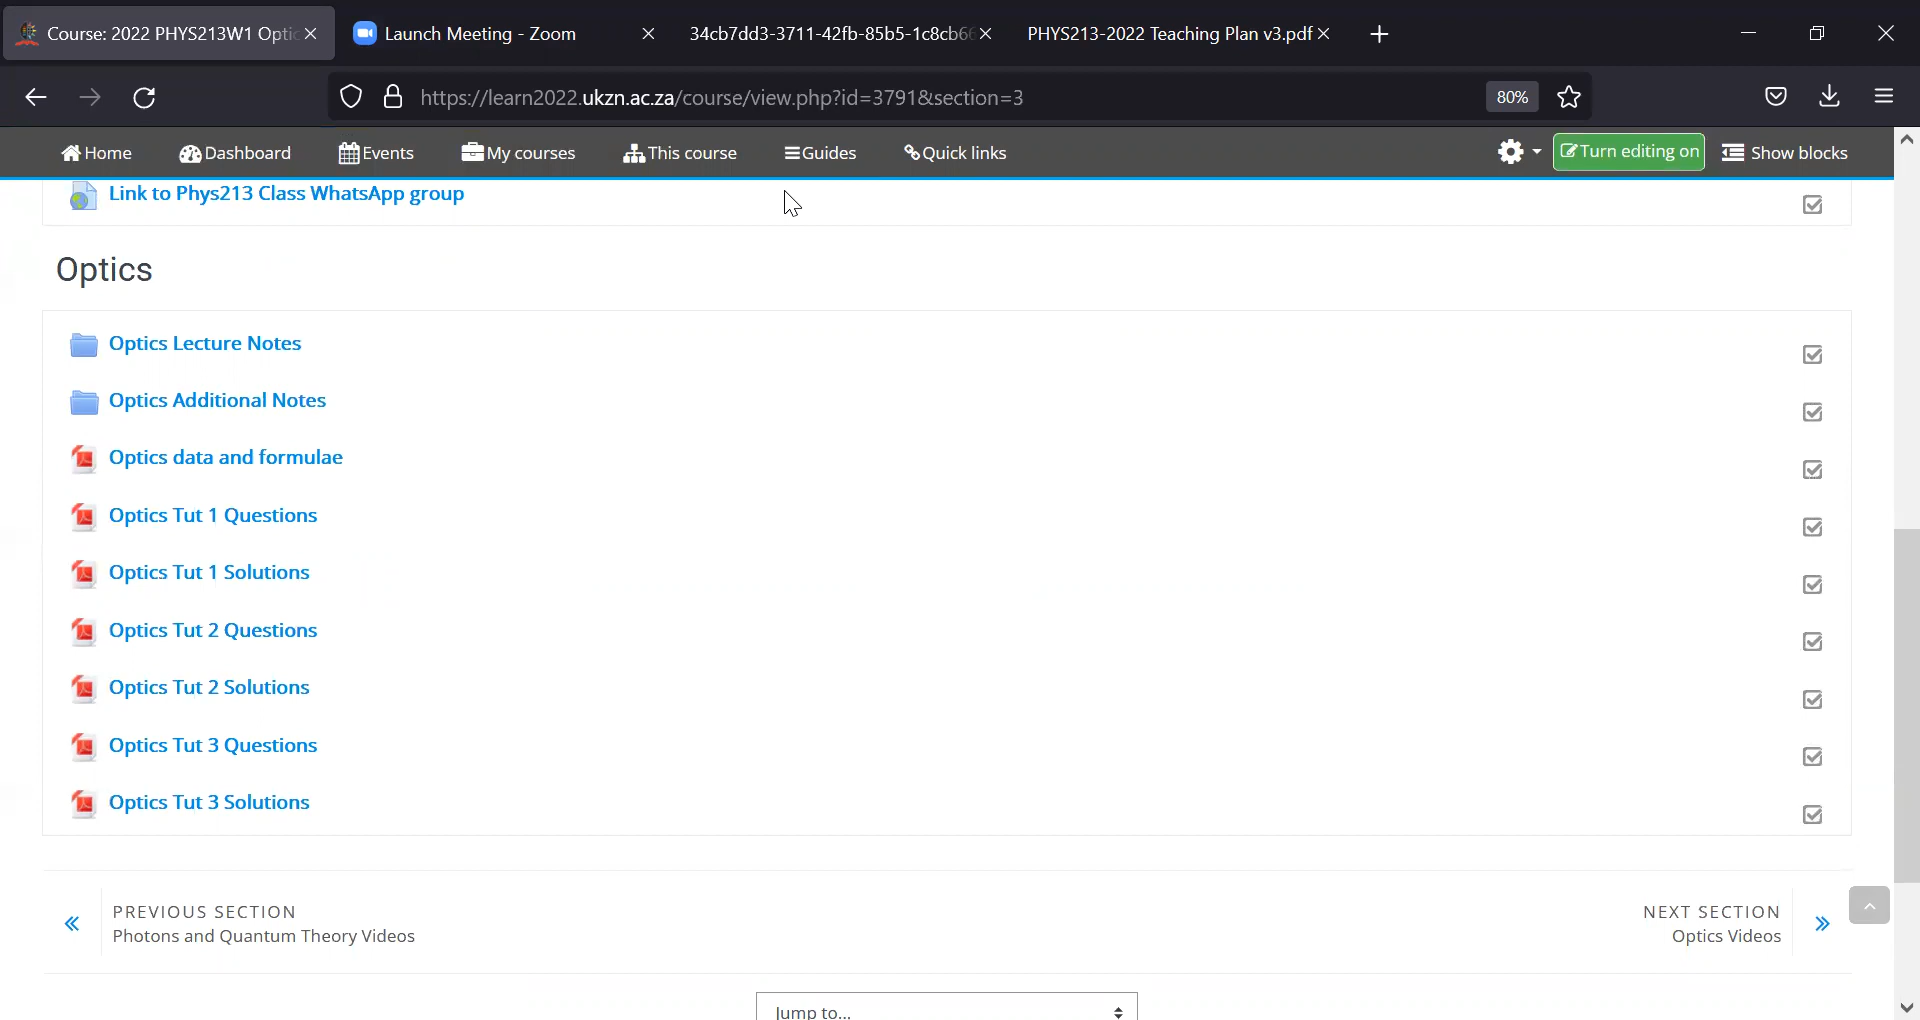 Course: 2022 PHYS213W1 Optic
Launch Meeting - Zoom
34cb7dd3-3711-42fb-85b5-1c8cb66
PHYS213-2022 Teaching Plan v3.pdf
https://learn2022.ukzn.ac.za/course/view.php?id=3791&section=3
80%
Home
Dashboard
Events
My courses
This course
Guides
Quick links
Turn editing on
Show blocks
Link to Phys213 Class WhatsApp group
Optics
Optics Lecture Notes
Optics Additional Notes
Optics data and formulae
Optics Tut 1 Questions
Optics Tut 1 Solutions
Optics Tut 2 Questions
Optics Tut 2 Solutions
Optics Tut 3 Questions
Optics Tut 3 Solutions
PREVIOUS SECTION
Photons and Quantum Theory Videos
NEXT SECTION
Optics Videos
Jump to...